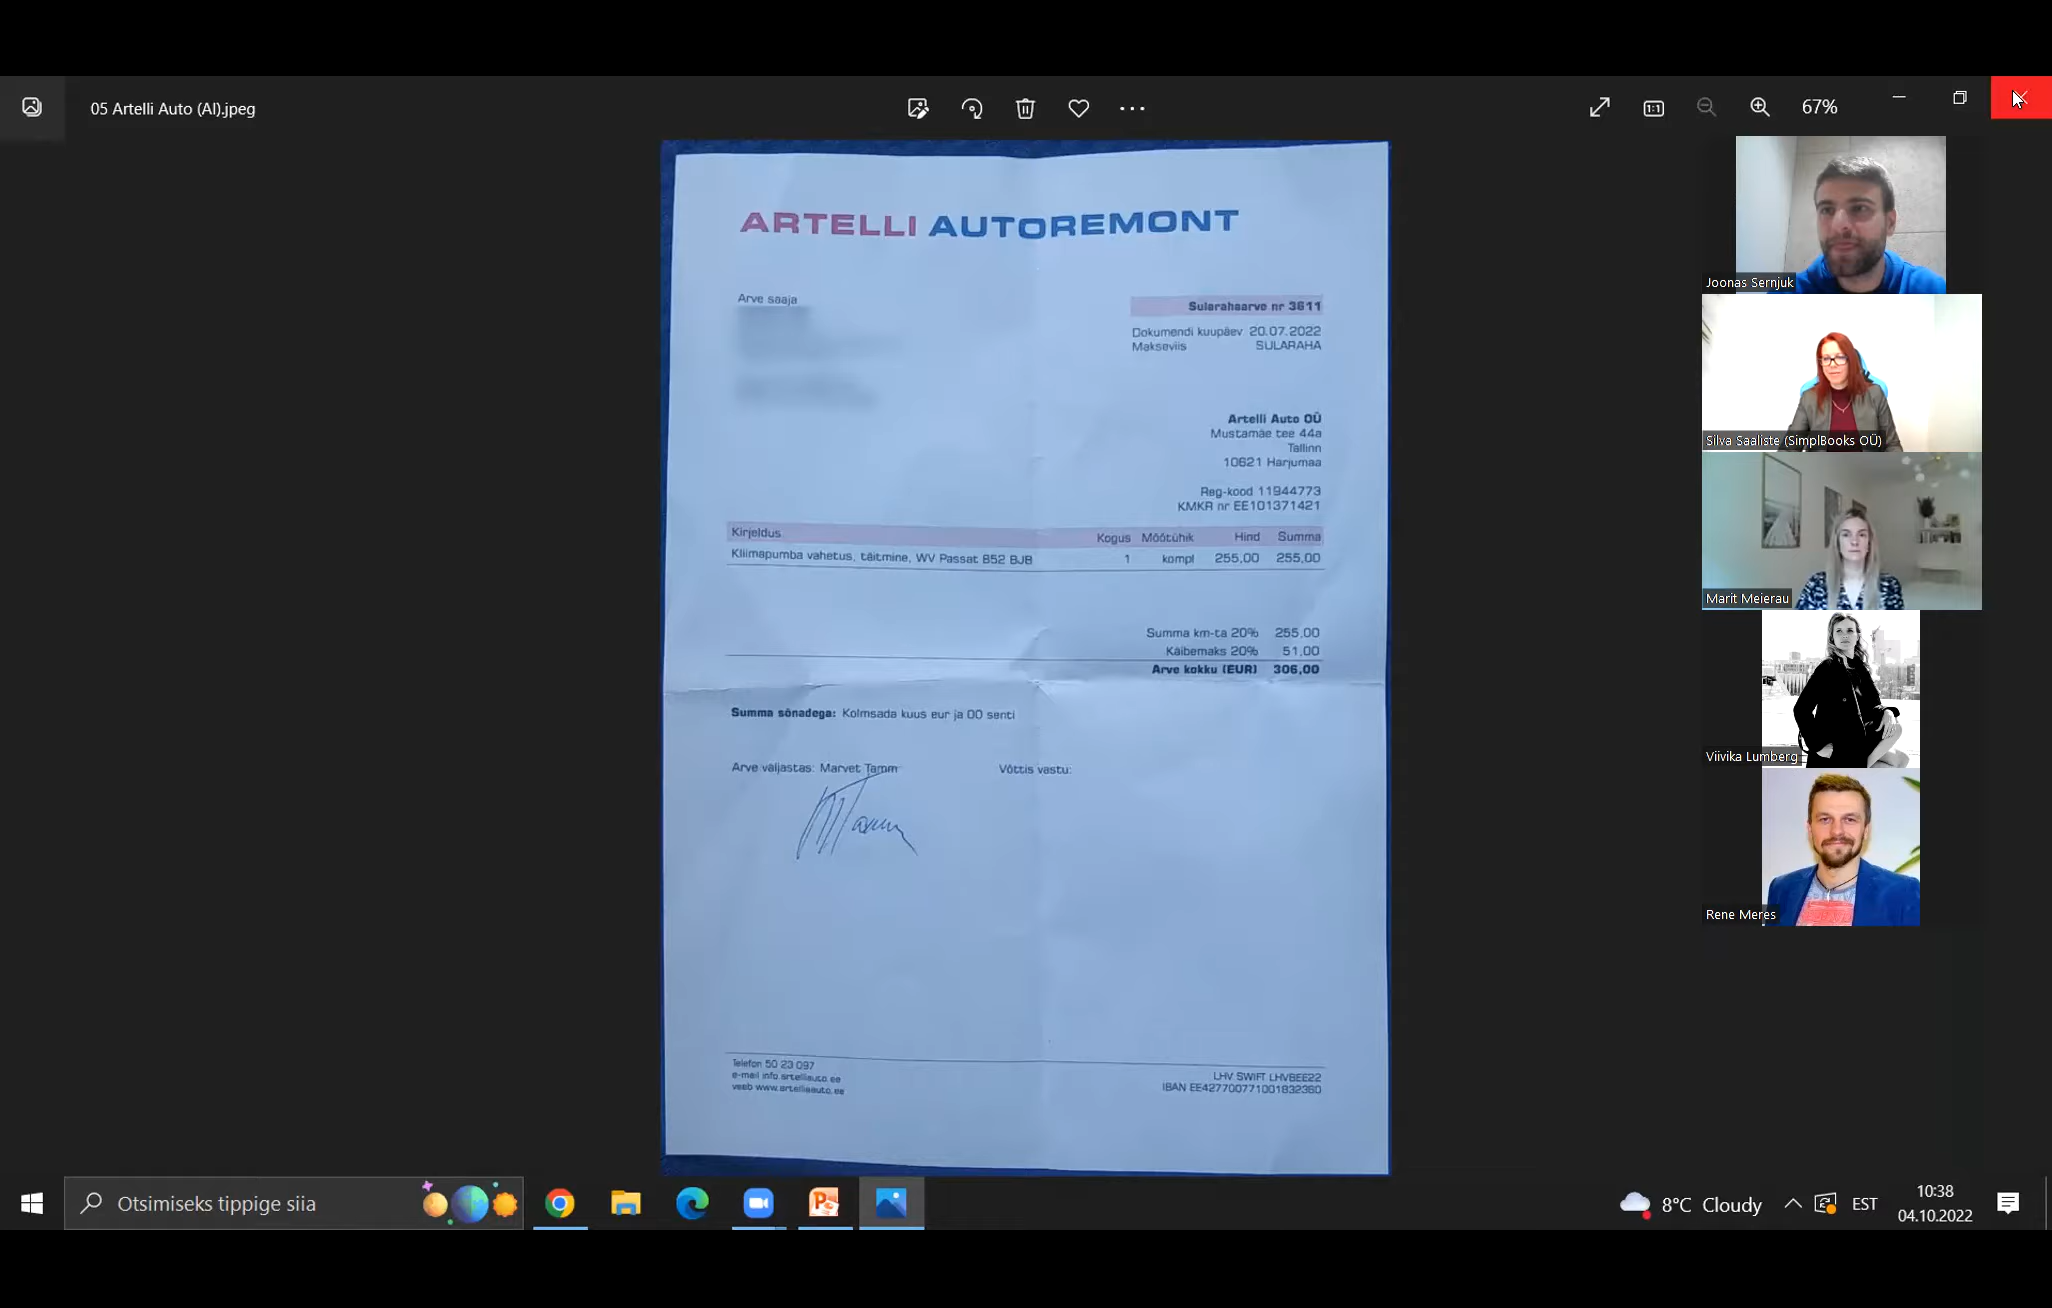 05 Artelli Auto (AI).jpeg
67%
ARTELLI AUTOREMONT
Arve saaja
Sularahaarve nr 3611
Dokumendi kuupäev 20.07.2022
Makseviis SULARAHA
Artelli Auto OÜ
Mustamäe tee 44a
Tallinn
10621 Harjumaa
Reg-kood 11944773
KMKR nr EE101371421
Kirjeldus Kogus Mõõtühik Hind Summa
Kliimapumba vahetus, täitmine, WV Passat 852 BJB 1 kompl 255,00 255,00
Summa km-ta 20% 255,00
Käibemaks 20% 51,00
Arve kokku (EUR) 306,00
Summa sõnadega: Kolmsada kuus eur ja 00 senti
Arve väljastas: Marvet Tamm Võttis vastu:
MTamm
Telefon 50 23 097
e-mail info.artelliauto.ee
veeb www.artelliauto.ee
LHV SWIFT LHVBEE22
IBAN EE427700771001832360
Joonas Sernjuk
Silva Saaliste (SimplBooks OÜ)
Marit Meierau
Viivika Lumberg
Rene Meres
Otsimiseks tippige siia
8°C Cloudy
EST
10:38
04.10.2022